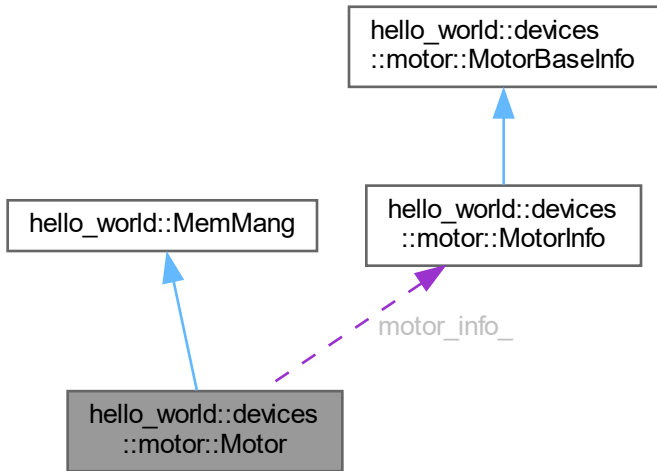 hello_world::devices
::motor::MotorBaseInfo
hello_world::MemMang
hello_world::devices
::motor::MotorInfo
motor_info_
hello_world::devices
::motor::Motor